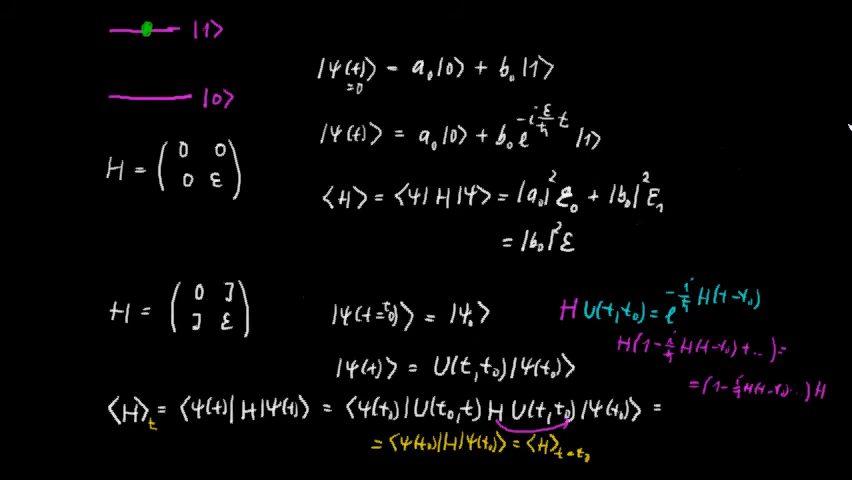 |1⟩
|ψ(t)⟩ = a₀|0⟩ + b₀|1⟩
=0
|0⟩
|ψ(t)⟩ = a₀|0⟩ + b₀ e^{-i ε/ħ t} |1⟩
H = (0 0
0 ε)
⟨H⟩ = ⟨ψ|H|ψ⟩ = |a₀|² ε₀ + |b₀|² ε₁
= |b₀|² ε
H = (0 J
J ε)
|ψ(t=t₀)⟩ = |ψ₀⟩
H U(t,t₀) = e^{-i/ħ H(t-t₀)}
H(1 - i/ħ H(t-t₀) + ...) =
= (1 - i/ħ H(t-t₀) ...) H
|ψ(t)⟩ = U(t,t₀)|ψ(t₀)⟩
⟨H⟩_t = ⟨ψ(t)|H|ψ(t)⟩ = ⟨ψ(t₀)|U(t₀,t) H U(t,t₀)|ψ(t₀)⟩ =
= ⟨ψ(t₀)|H|ψ(t₀)⟩ = ⟨H⟩_{t=t₀}